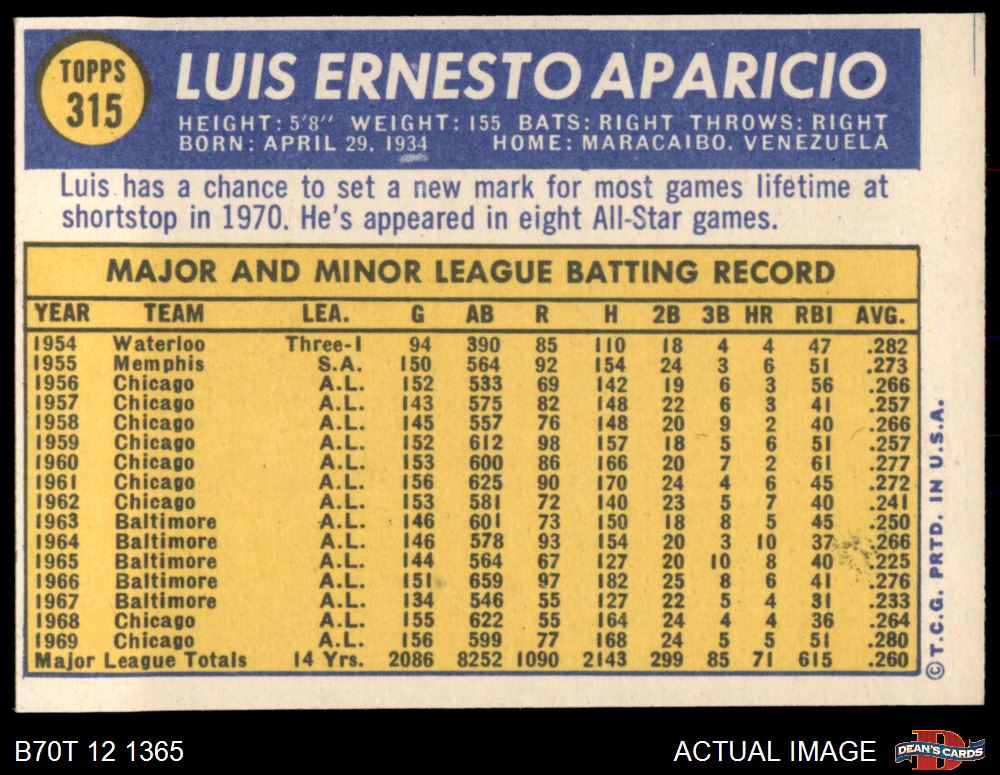 TOPPS
315
LUIS ERNESTO APARICIO
HEIGHT: 5'8" WEIGHT: 155 BATS: RIGHT THROWS: RIGHT
BORN: APRIL 29, 1934 HOME: MARACAIBO, VENEZUELA
Luis has a chance to set a new mark for most games lifetime at
shortstop in 1970. He's appeared in eight All-Star games.
MAJOR AND MINOR LEAGUE BATTING RECORD
YEAR TEAM LEA. G AB R H 2B 3B HR RBI AVG.
1954 Waterloo Three-I 94 390 85 110 18 4 4 47 .282
1955 Memphis S.A. 150 564 92 154 24 3 6 51 .273
1956 Chicago A.L. 152 533 69 142 19 6 3 56 .266
1957 Chicago A.L. 143 575 82 148 22 6 3 41 .257
1958 Chicago A.L. 145 557 76 148 20 9 2 40 .266
1959 Chicago A.L. 152 612 98 157 18 5 6 51 .257
1960 Chicago A.L. 153 600 86 166 20 7 2 61 .277
1961 Chicago A.L. 156 625 90 170 24 4 6 45 .272
1962 Chicago A.L. 153 581 72 140 23 5 7 40 .241
1963 Baltimore A.L. 146 601 73 150 18 8 5 45 .250
1964 Baltimore A.L. 146 578 93 154 20 3 10 37 .266
1965 Baltimore A.L. 144 564 67 127 20 10 8 40 .225
1966 Baltimore A.L. 151 659 97 182 25 8 6 41 .276
1967 Baltimore A.L. 134 546 55 127 22 5 4 31 .233
1968 Chicago A.L. 155 622 55 164 24 4 4 36 .264
1969 Chicago A.L. 156 599 77 168 24 5 5 51 .280
Major League Totals 14 Yrs. 2086 8252 1090 2143 299 85 71 615 .260
©T.C.G. PRTD. IN U.S.A.
B70T 12 1365
ACTUAL IMAGE
D
DEAN'S CARDS